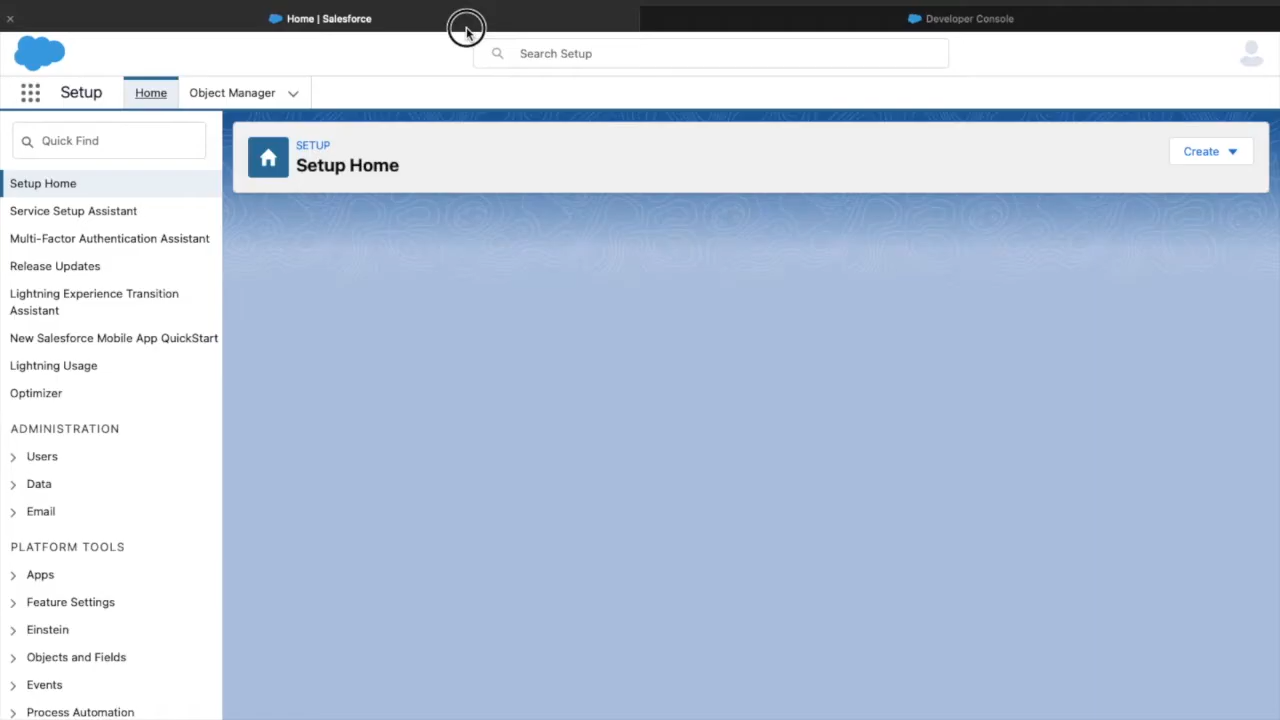 Home | Salesforce
Developer Console
Search Setup
Setup
Home
Object Manager
Quick Find
SETUP
Setup Home
Create
Setup Home
Service Setup Assistant
Multi-Factor Authentication Assistant
Release Updates
Lightning Experience Transition
Assistant
New Salesforce Mobile App QuickStart
Lightning Usage
Optimizer
ADMINISTRATION
Users
Data
Email
PLATFORM TOOLS
Apps
Feature Settings
Einstein
Objects and Fields
Events
Process Automation